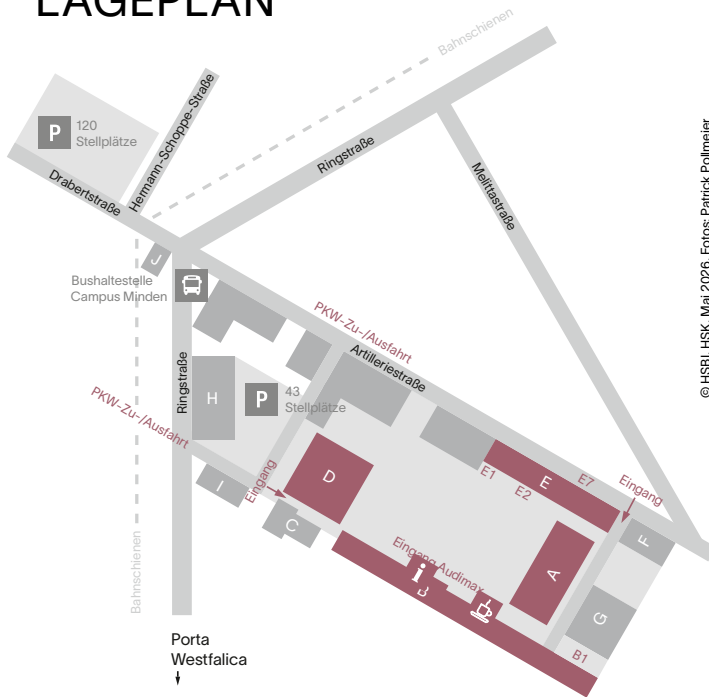 LAGEPLAN
Bahnschienen
Hermann-Schoppe-Straße
P
120
Stellplätze
Ringstraße
Drabertstraße
Melittastraße
© HSBI, HSK, Mai 2026, Fotos: Patrick Pollmeier
J
Bushaltestelle
Campus Minden
PKW-Zu-/Ausfahrt
Artilleriestraße
Ringstraße
H
P
43
Stellplätze
PKW-Zu-/Ausfahrt
D
I
Eingang
C
E1
E
E2
E7
Eingang
F
Eingang Audimax
i
B
A
G
B1
Bahnschienen
Porta
Westfalica